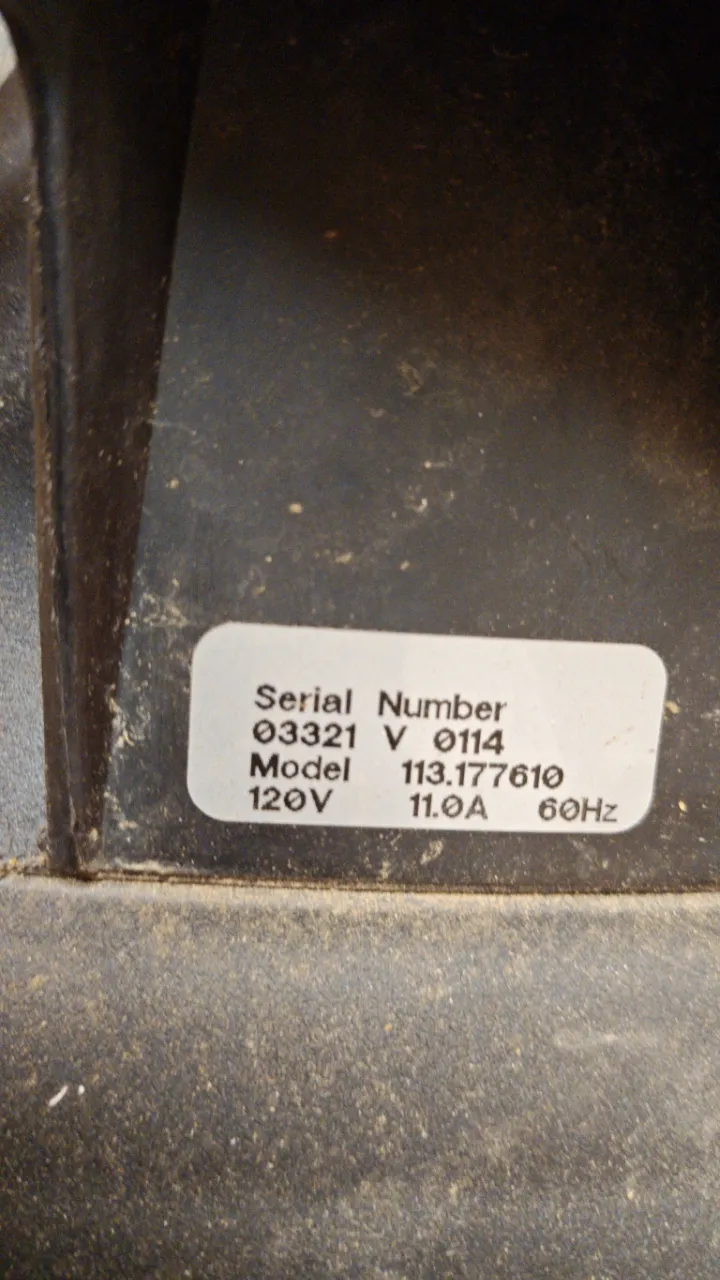 Serial Number
03321 V 0114
Model 113.177610
120V 11.0A 60Hz